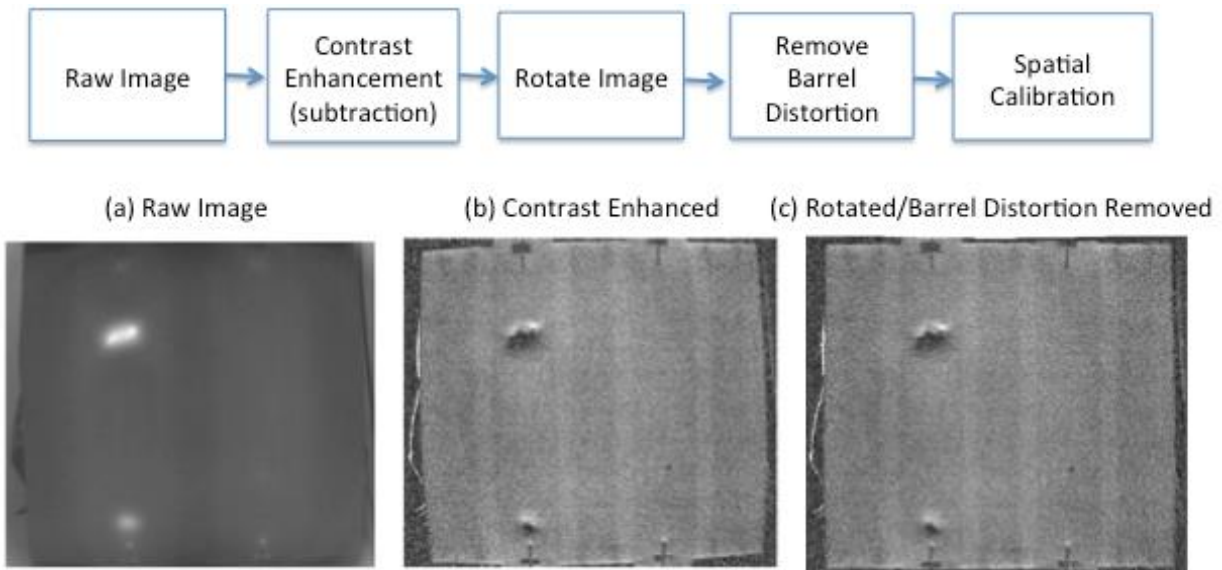 Raw Image
Contrast
Enhancement
(subtraction)
Rotate Image
Remove
Barrel
Distortion
Spatial
Calibration
(a) Raw Image
(b) Contrast Enhanced
(c) Rotated/Barrel Distortion Removed